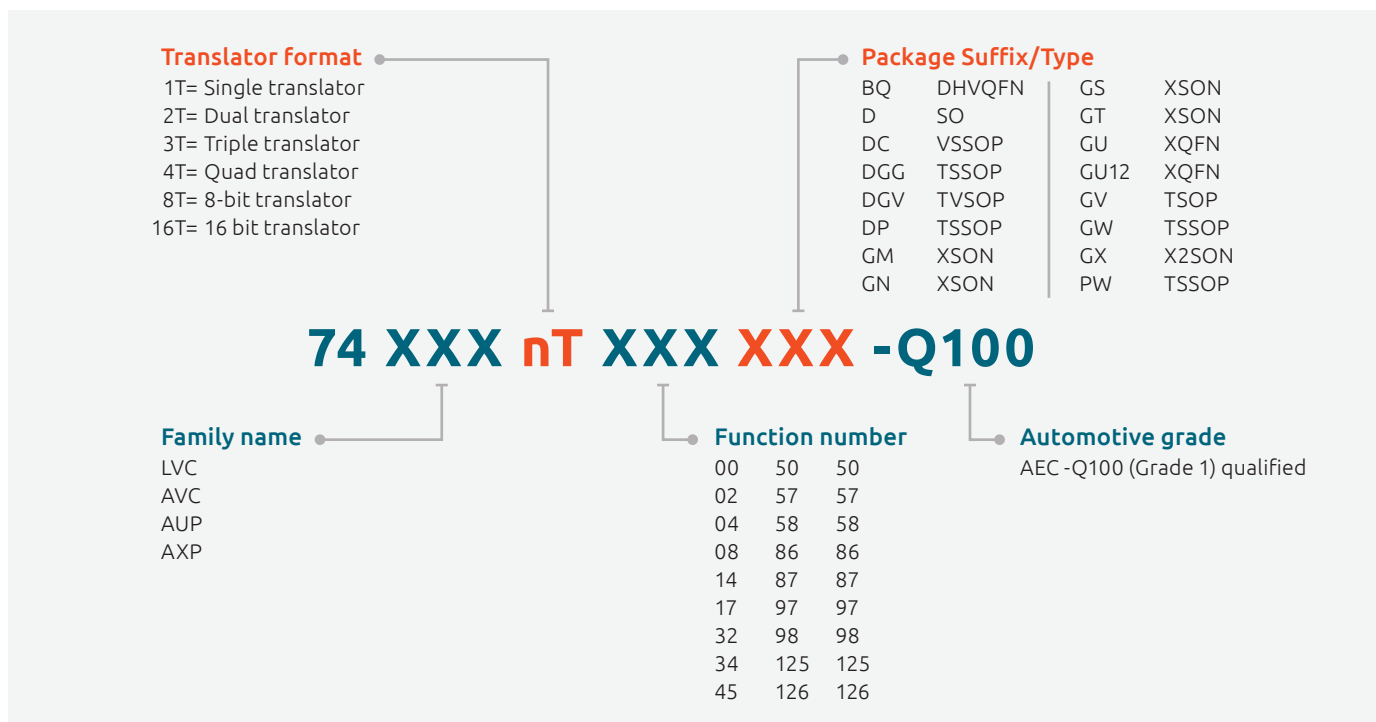 Translator format
1T= Single translator
2T= Dual translator
3T= Triple translator
4T= Quad translator
8T= 8-bit translator
16T= 16 bit translator
Package Suffix/Type
BQ DHVQFN GS XSON
D SO GT XSON
DC VSSOP GU XQFN
DGG TSSOP GU12 XQFN
DGV TVSOP GV TSOP
DP TSSOP GW TSSOP
GM XSON GX X2SON
GN XSON PW TSSOP
74 XXX nT XXX XXX -Q100
Family name
LVC
AVC
AUP
AXP
Function number
00 50 50
02 57 57
04 58 58
08 86 86
14 87 87
17 97 97
32 98 98
34 125 125
45 126 126
Automotive grade
AEC -Q100 (Grade 1) qualified